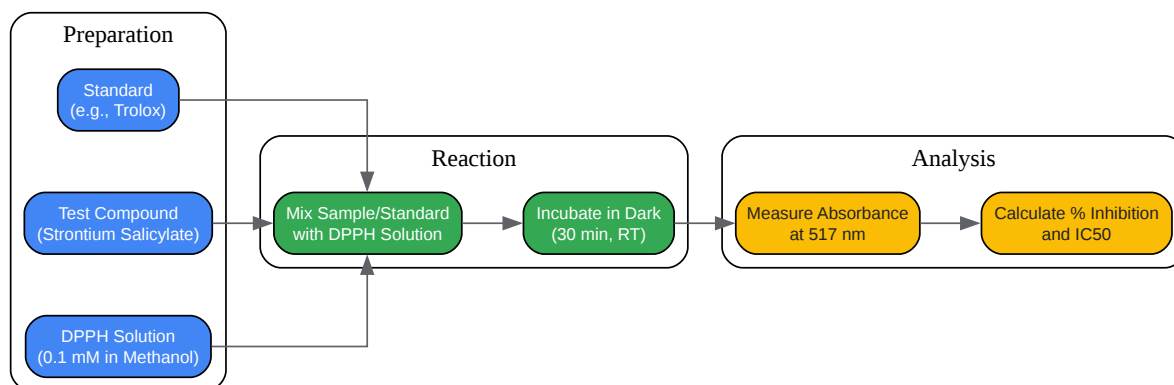 Preparation
Standard
(e.g., Trolox)
Test Compound
(Strontium Salicylate)
DPPH Solution
(0.1 mM in Methanol)
Reaction
Mix Sample/Standard
with DPPH Solution
Incubate in Dark
(30 min, RT)
Analysis
Measure Absorbance
at 517 nm
Calculate % Inhibition
and IC50